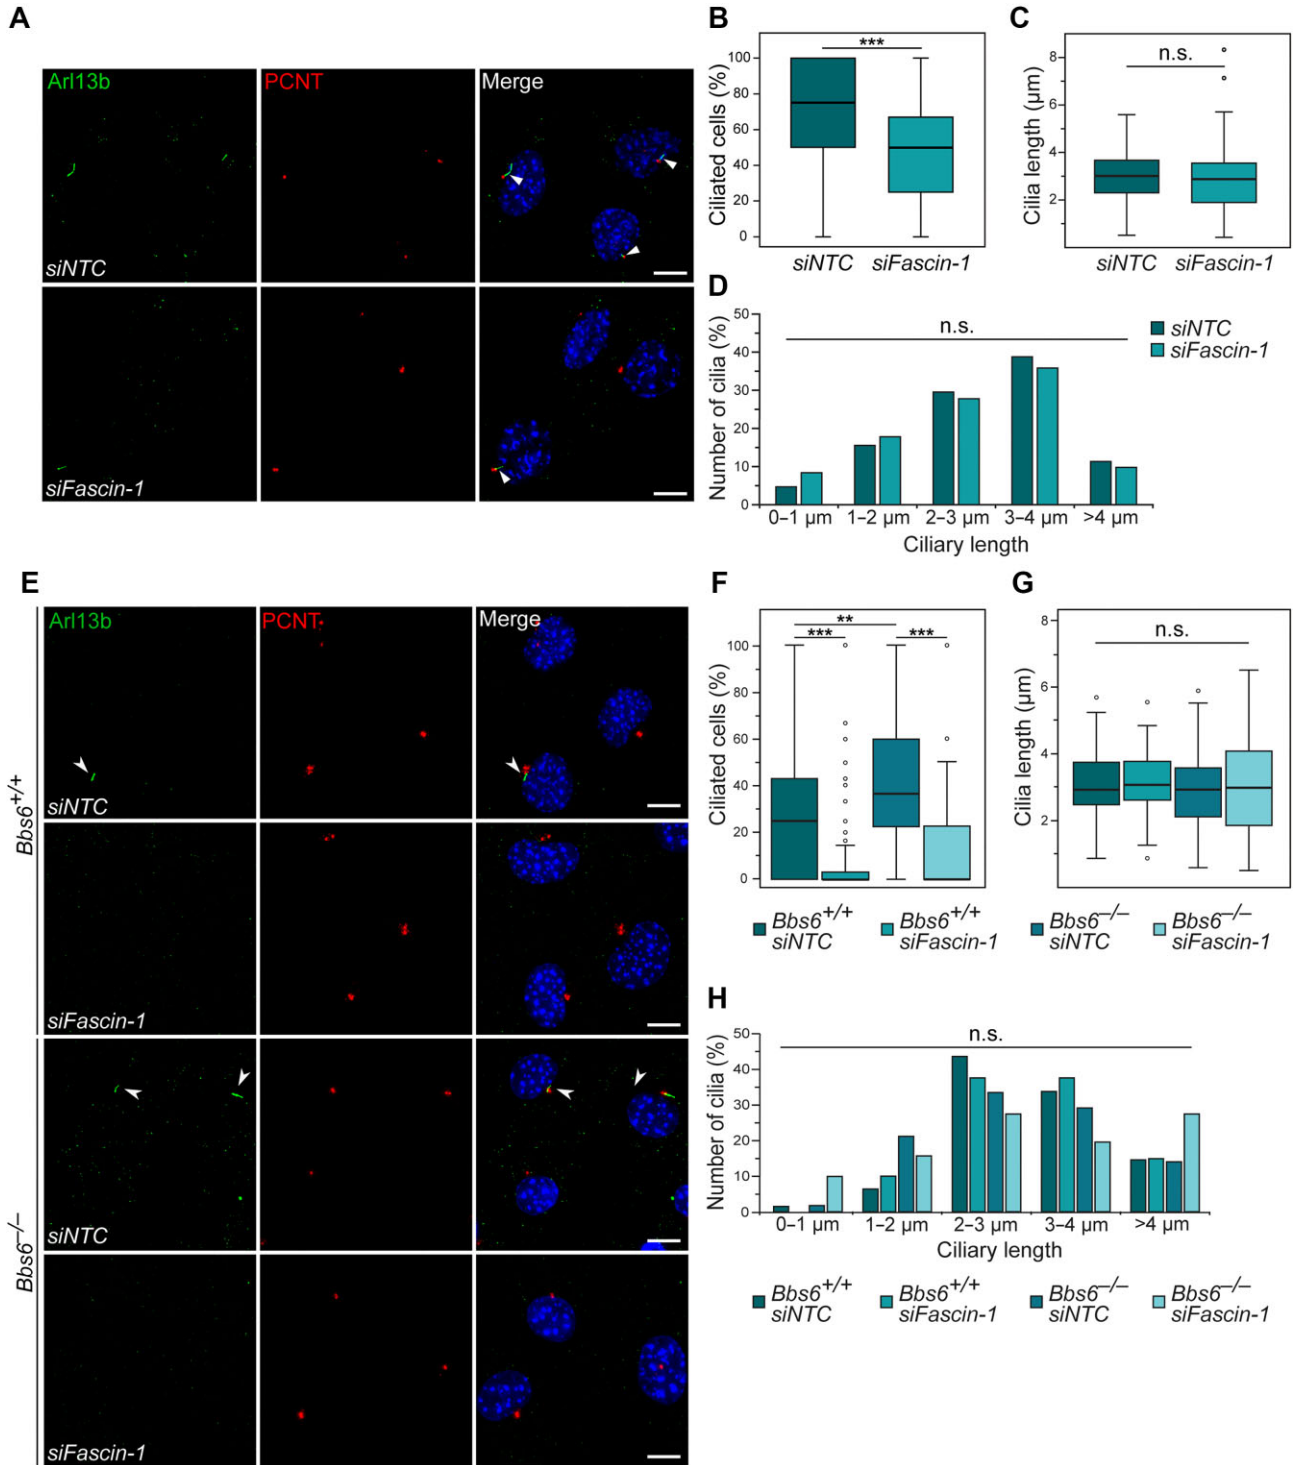 A
Arl13b
PCNT
Merge
siNTC
siFascin-1
B
***
Ciliated cells (%)
100
80
60
40
20
0
siNTC
siFascin-1
C
n.s.
Cilia length (µm)
8
6
4
2
siNTC
siFascin-1
D
n.s.
siNTC
siFascin-1
Number of cilia (%)
50
40
30
20
10
0
0–1 µm
1–2 µm
2–3 µm
3–4 µm
>4 µm
Ciliary length
E
Arl13b
PCNT
Merge
Bbs6+/+
siNTC
siFascin-1
Bbs6–/–
siNTC
siFascin-1
F
**
***
***
Ciliated cells (%)
100
80
60
40
20
0
G
n.s.
Cilia length (µm)
8
6
4
2
Bbs6+/+
siNTC
Bbs6+/+
siFascin-1
Bbs6–/–
siNTC
Bbs6–/–
siFascin-1
H
n.s.
Number of cilia (%)
50
40
30
20
10
0
0–1 µm
1–2 µm
2–3 µm
3–4 µm
>4 µm
Ciliary length
Bbs6+/+
siNTC
Bbs6+/+
siFascin-1
Bbs6–/–
siNTC
Bbs6–/–
siFascin-1